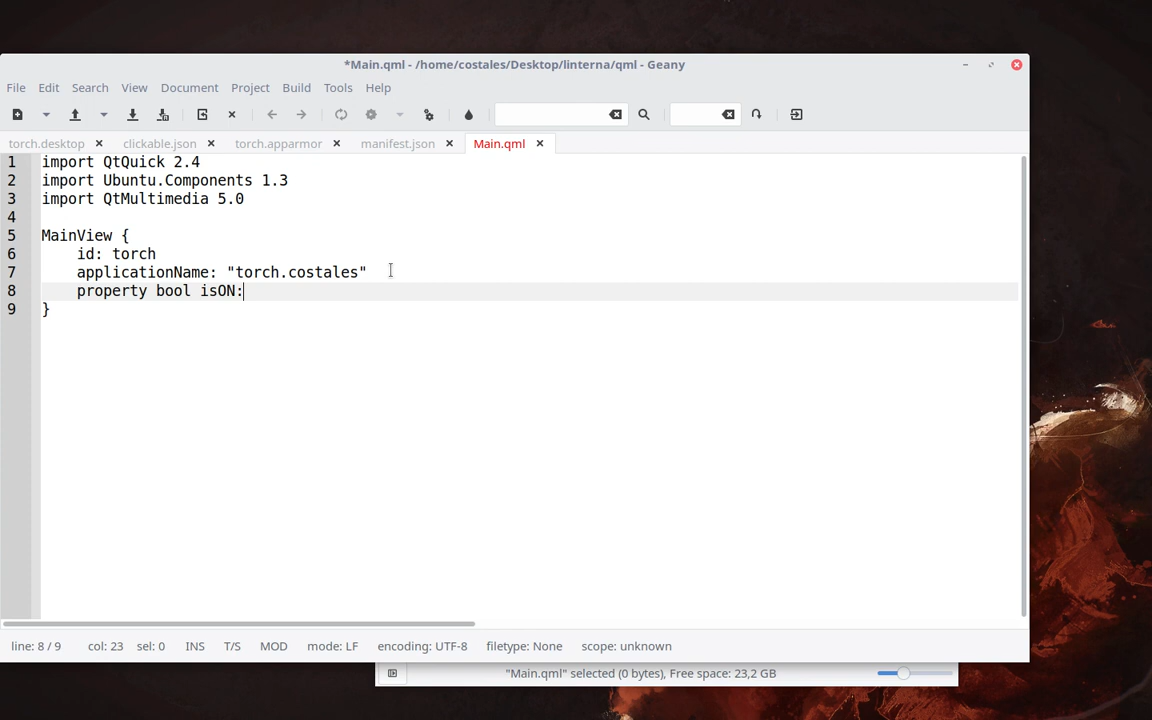 *Main.qml - /home/costales/Desktop/linterna/qml - Geany
File Edit Search View Document Project Build Tools Help
torch.desktop clickable.json torch.apparmor manifest.json Main.qml
1 import QtQuick 2.4
2 import Ubuntu.Components 1.3
3 import QtMultimedia 5.0
4
5 MainView {
6     id: torch
7     applicationName: "torch.costales"
8     property bool isON:
9 }
line: 8 / 9 col: 23 sel: 0 INS T/S MOD mode: LF encoding: UTF-8 filetype: None scope: unknown
"Main.qml" selected (0 bytes), Free space: 23,2 GB